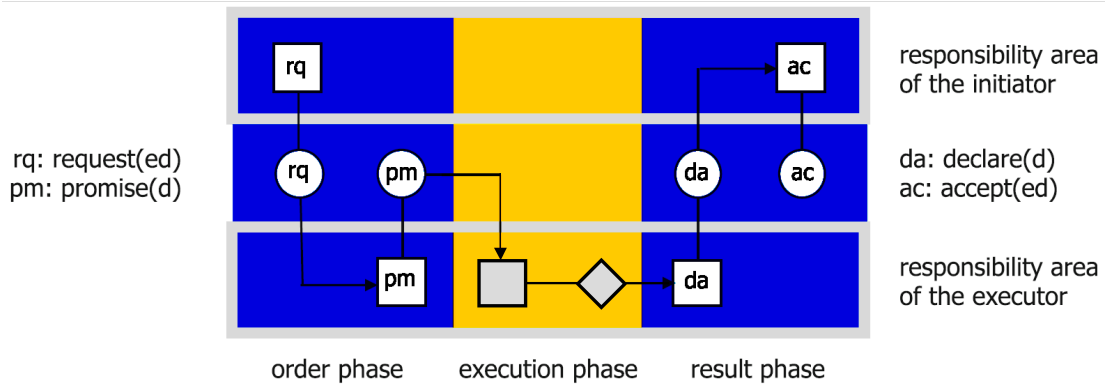 rq
ac
responsibility area
of the initiator
rq: request(ed)
pm: promise(d)
rq
pm
da
ac
da: declare(d)
ac: accept(ed)
pm
da
responsibility area
of the executor
order phase
execution phase
result phase